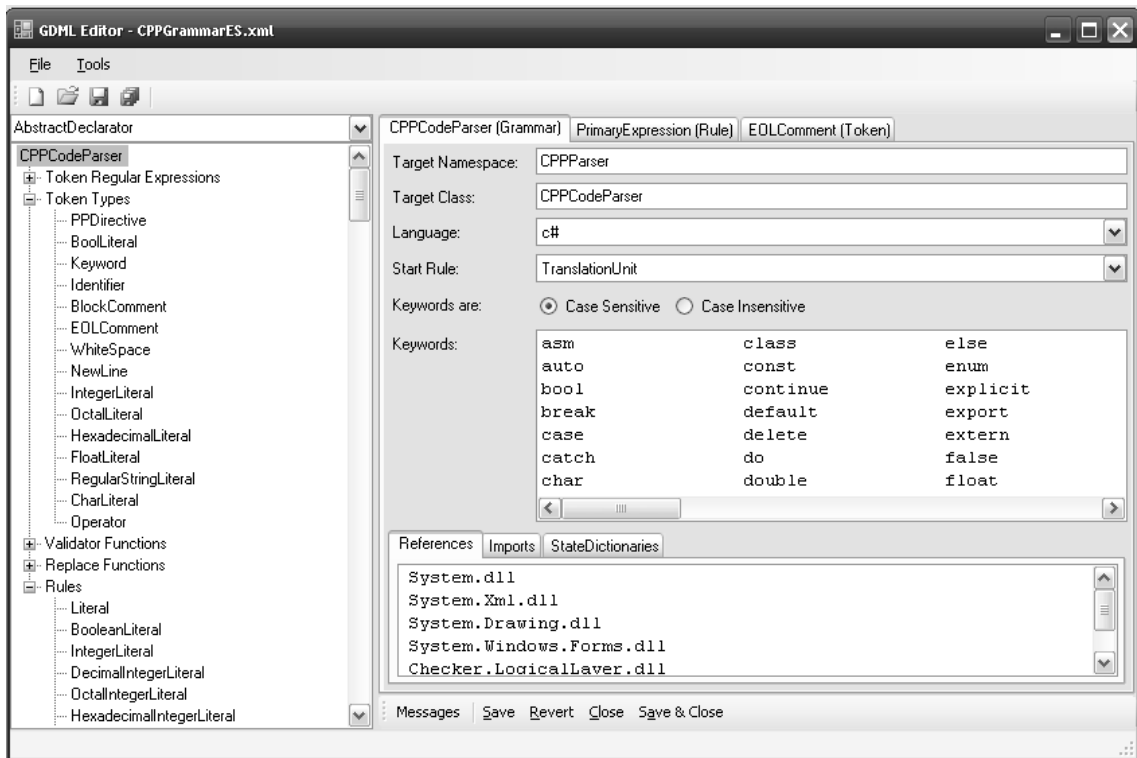 GDML Editor - CPPGrammarES.xml
File Tools
AbstractDeclarator
CPPCodeParser
Token Regular Expressions
Token Types
PPDirective
BoolLiteral
Keyword
Identifier
BlockComment
EOLComment
WhiteSpace
NewLine
IntegerLiteral
OctalLiteral
HexadecimalLiteral
FloatLiteral
RegularStringLiteral
CharLiteral
Operator
Validator Functions
Replace Functions
Rules
Literal
BooleanLiteral
IntegerLiteral
DecimalIntegerLiteral
OctalIntegerLiteral
HexadecimalIntegerLiteral
CPPCodeParser (Grammar) PrimaryExpression (Rule) EOLComment (Token)
Target Namespace: CPPParser
Target Class: CPPCodeParser
Language: c#
Start Rule: TranslationUnit
Keywords are: Case Sensitive Case Insensitive
Keywords: asm class else
auto const enum
bool continue explicit
break default export
case delete extern
catch do false
char double float
References Imports StateDictionaries
System.dll
System.Xml.dll
System.Drawing.dll
System.Windows.Forms.dll
Checker.LogicalLayer.dll
Messages Save Revert Close Save & Close